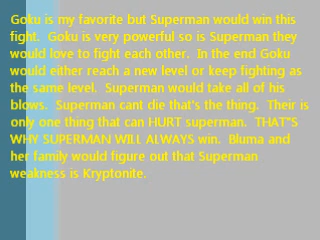 Goku is my favorite but Superman would win this
fight.  Goku is very powerful so is Superman they
would love to fight each other.  In the end Goku
would either reach a new level or keep fighting as
the same level.  Superman would take all of his
blows.  Superman cant die that's the thing.  Their is
only one thing that can HURT superman.  THAT"S
WHY SUPERMAN WILL ALWAYS win.  Bluma and
her family would figure out that Superman
weakness is Kryptonite.